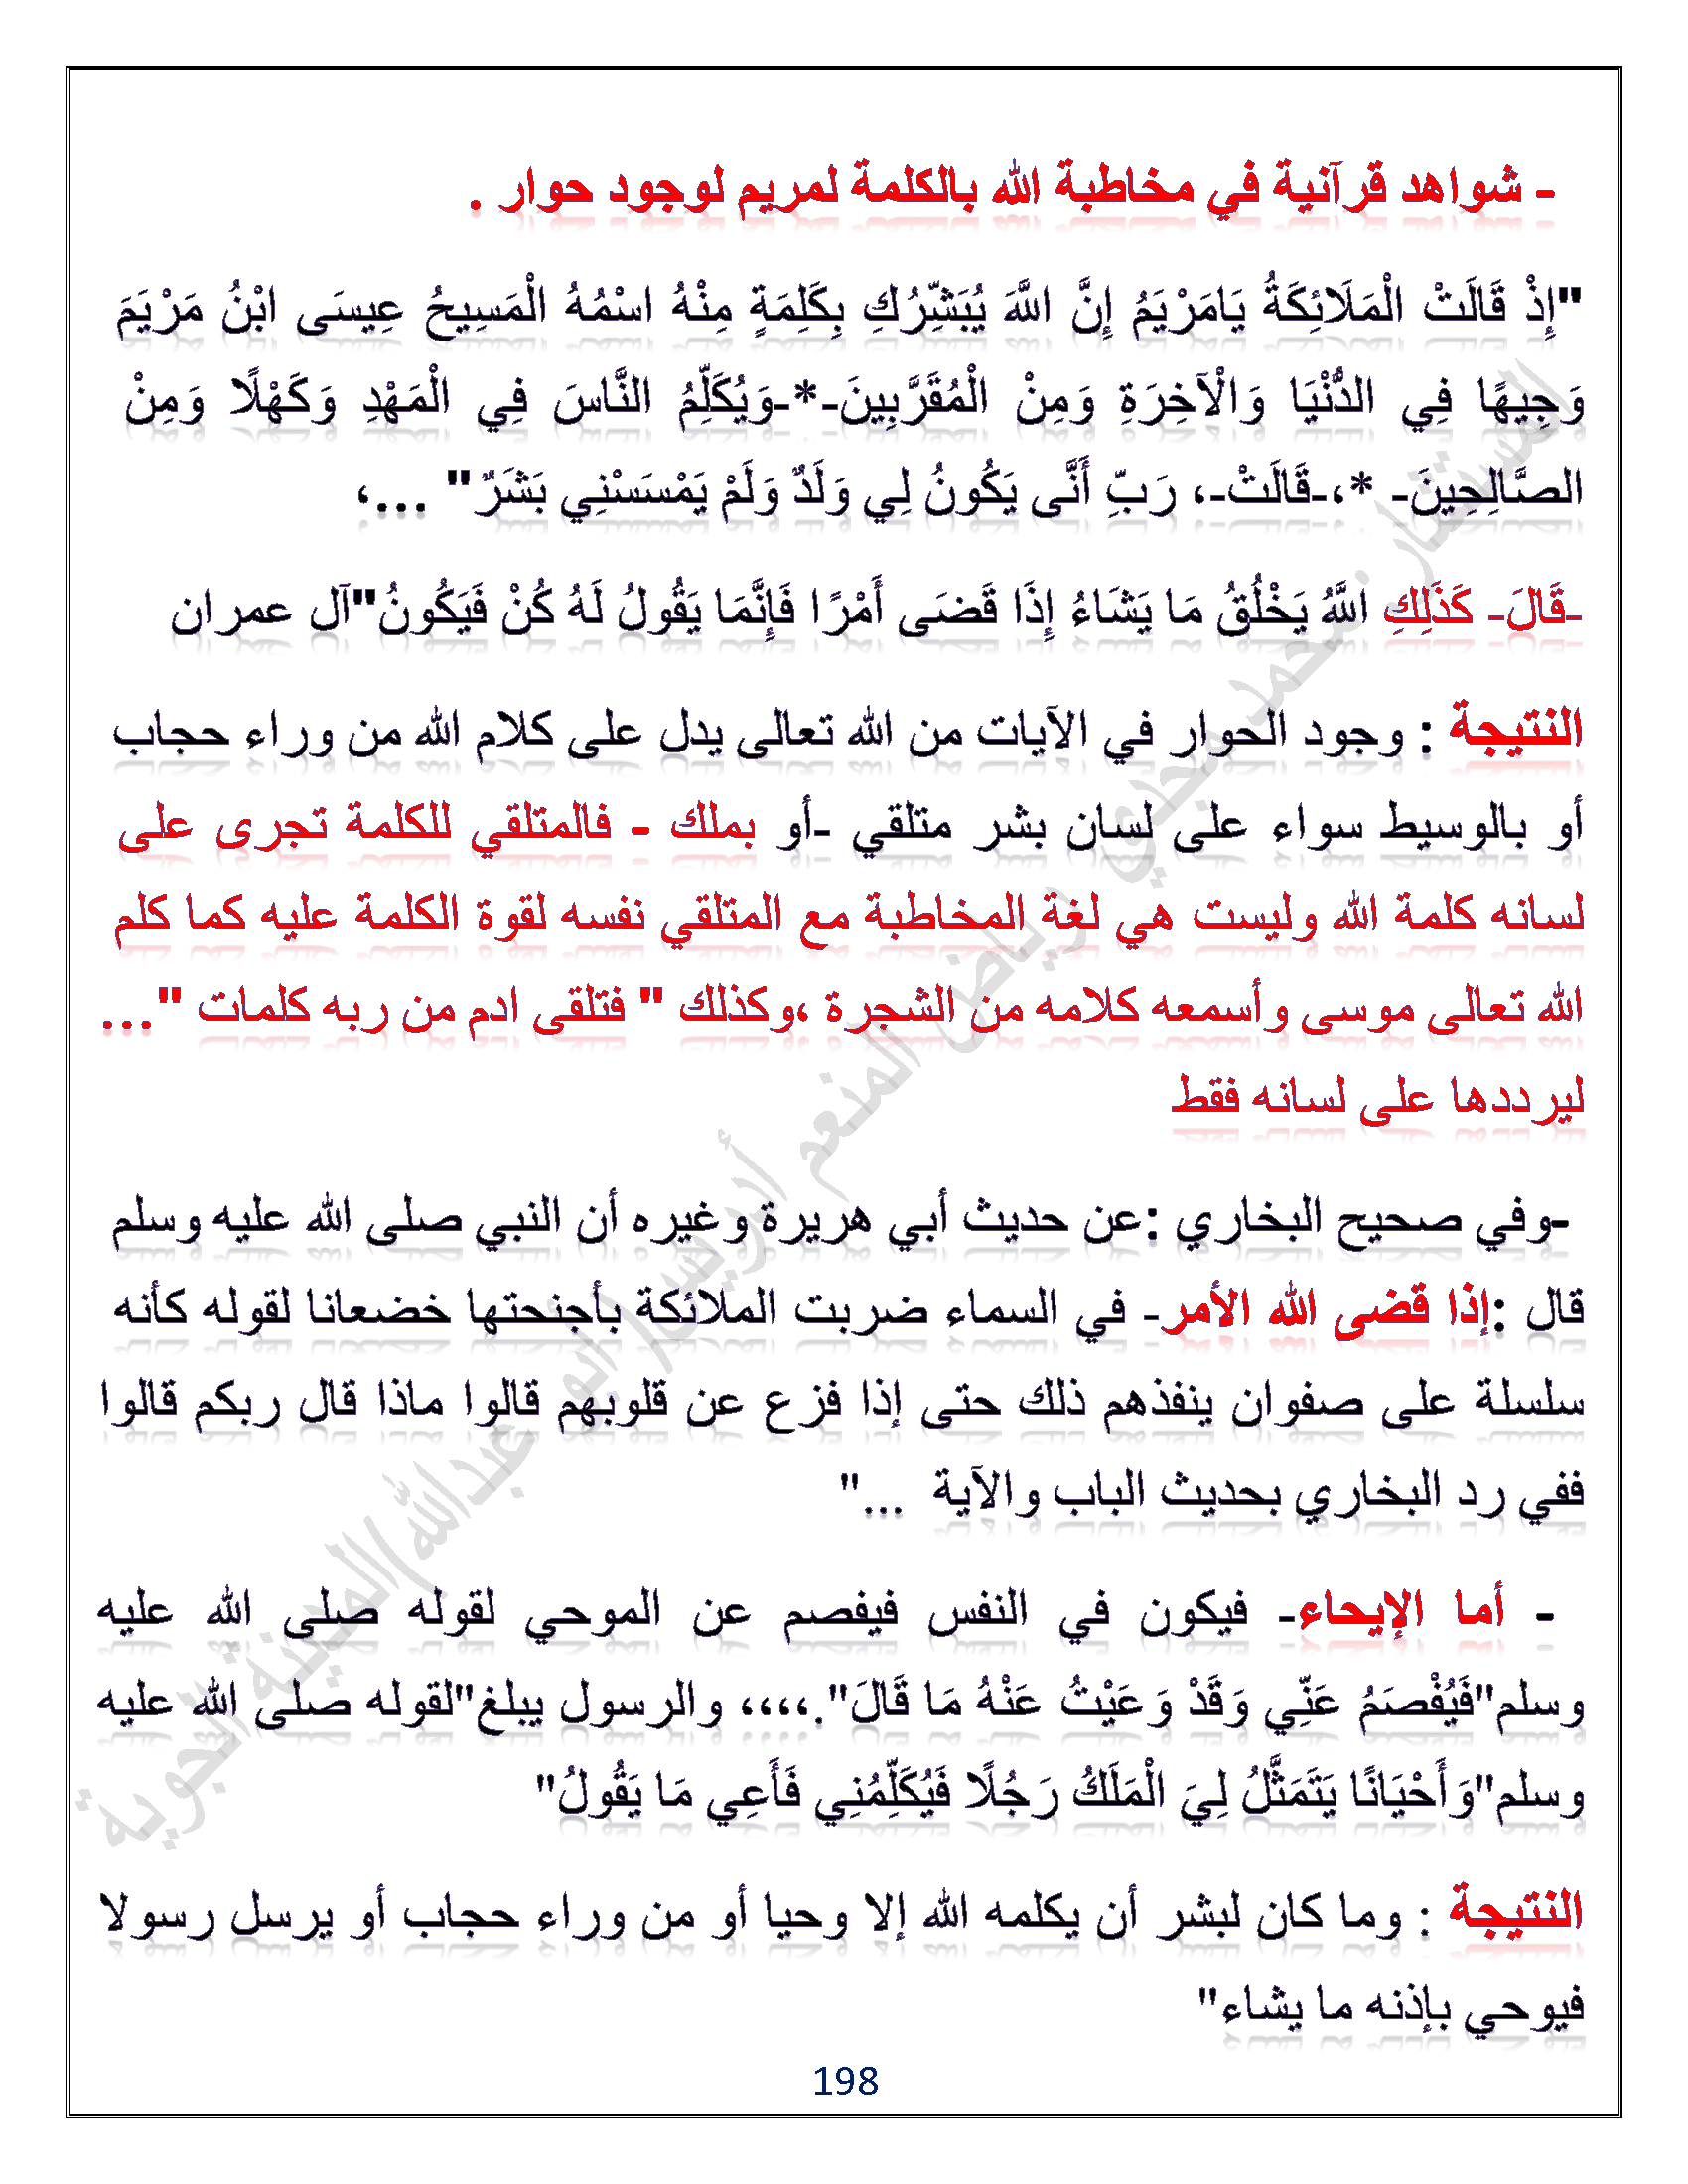 - شواهد قرآنية في مخاطبة الله بالكلمة لمريم لوجود حوار .
"إِذْ قَالَتْ الْمَلَائِكَةُ يَامَرْيَمُ إِنَّ اللَّهَ يُبَشِّرُكِ بِكَلِمَةٍ مِنْهُ اسْمُهُ الْمَسِيحُ عِيسَى ابْنُ مَرْيَمَ
وَجِيهًا فِي الدُّنْيَا وَالْآخِرَةِ وَمِنْ الْمُقَرَّبِينَ-*-وَيُكَلِّمُ النَّاسَ فِي الْمَهْدِ وَكَهْلًا وَمِنْ
الصَّالِحِينَ- *،-قَالَتْ-، رَبِّ أَنَّى يَكُونُ لِي وَلَدٌ وَلَمْ يَمْسَسْنِي بَشَرٌ" ...،
-قَالَ- كَذَلِكِ اللَّهُ يَخْلُقُ مَا يَشَاءُ إِذَا قَضَى أَمْرًا فَإِنَّمَا يَقُولُ لَهُ كُنْ فَيَكُونُ"آل عمران
النتيجة : وجود الحوار في الآيات من الله تعالى يدل على كلام الله من وراء حجاب
أو بالوسيط سواء على لسان بشر متلقي -أو بملك - فالمتلقي للكلمة تجرى على
لسانه كلمة الله وليست هي لغة المخاطبة مع المتلقي نفسه لقوة الكلمة عليه كما كلم
الله تعالى موسى وأسمعه كلامه من الشجرة ،وكذلك " فتلقى ادم من ربه كلمات "...
ليرددها على لسانه فقط
-وفي صحيح البخاري :عن حديث أبي هريرة وغيره أن النبي صلى الله عليه وسلم
قال :إذا قضى الله الأمر- في السماء ضربت الملائكة بأجنحتها خضعانا لقوله كأنه
سلسلة على صفوان ينفذهم ذلك حتى إذا فزع عن قلوبهم قالوا ماذا قال ربكم قالوا
ففي رد البخاري بحديث الباب والآية ..."
- أما الإيحاء- فيكون في النفس فيفصم عن الموحي لقوله صلى الله عليه
وسلم"فَيُفْصَمُ عَنِّي وَقَدْ وَعَيْتُ عَنْهُ مَا قَالَ".،،،، والرسول يبلغ"لقوله صلى الله عليه
وسلم"وَأَحْيَانًا يَتَمَثَّلُ لِيَ الْمَلَكُ رَجُلًا فَيُكَلِّمُنِي فَأَعِي مَا يَقُولُ"
النتيجة : وما كان لبشر أن يكلمه الله إلا وحيا أو من وراء حجاب أو يرسل رسولا
فيوحي بإذنه ما يشاء"
198